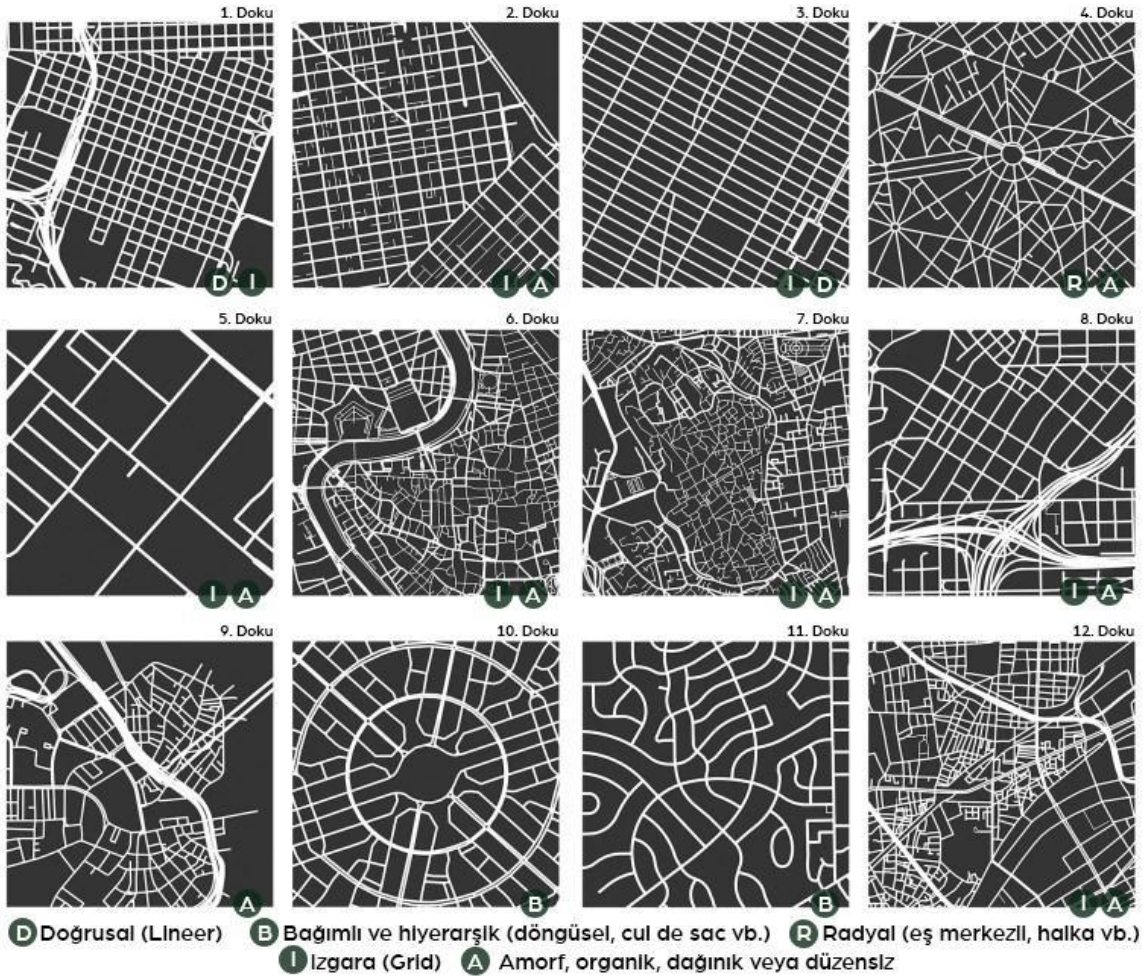 1. Doku
2. Doku
3. Doku
4. Doku
D I
I A
I D
R A
5. Doku
6. Doku
7. Doku
8. Doku
I A
I A
I A
I A
9. Doku
10. Doku
11. Doku
12. Doku
A
B
B
I A
D Doğrusal (Lineer) B Bağımlı ve hiyerarşik (döngüsel, cul de sac vb.) R Radyal (eş merkezli, halka vb.)
I Izgara (Grid) A Amorf, organik, dağınık veya düzensiz